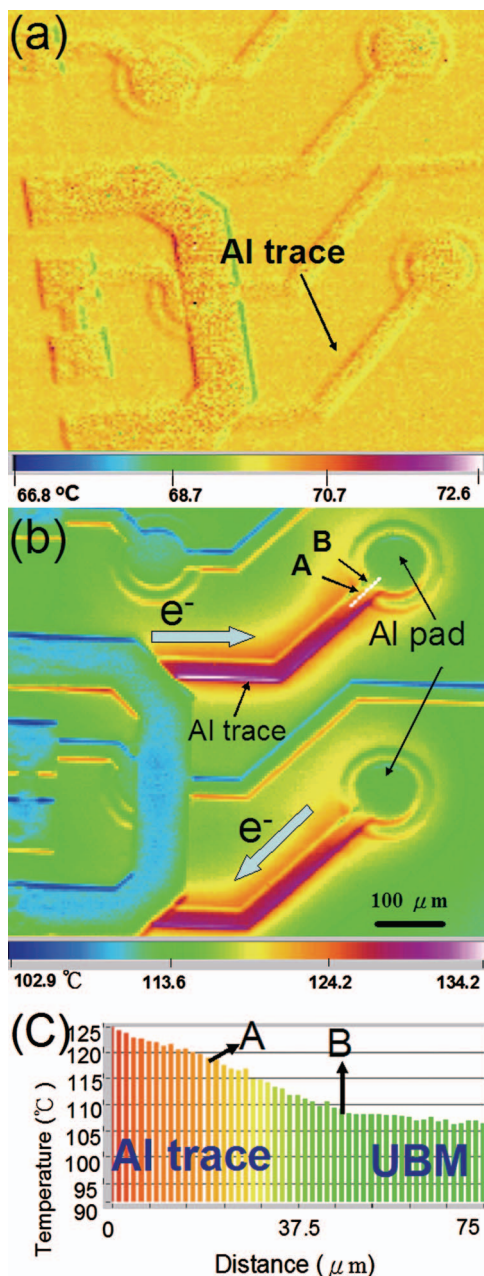 (a)
Al trace
66.8 ºC 68.7 70.7 72.6
(b)
B
A
e-
Al pad
Al trace
e-
100 μm
102.9 ℃ 113.6 124.2 134.2
(C)
A
B
125
120
115
110
105
100
95
90
Temperature (℃)
Al trace UBM
0 37.5 75
Distance (μm)